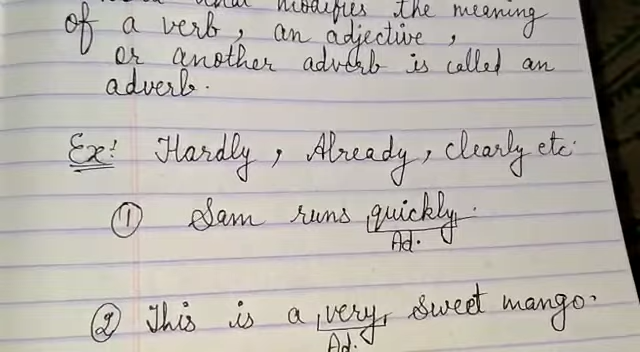 that modifies the meaning
of a verb, an adjective,
or another adverb is called an
adverb.
Ex: Hardly, Already, clearly etc.
① Sam runs quickly.
Ad.
② This is a very sweet mango.
Ad.